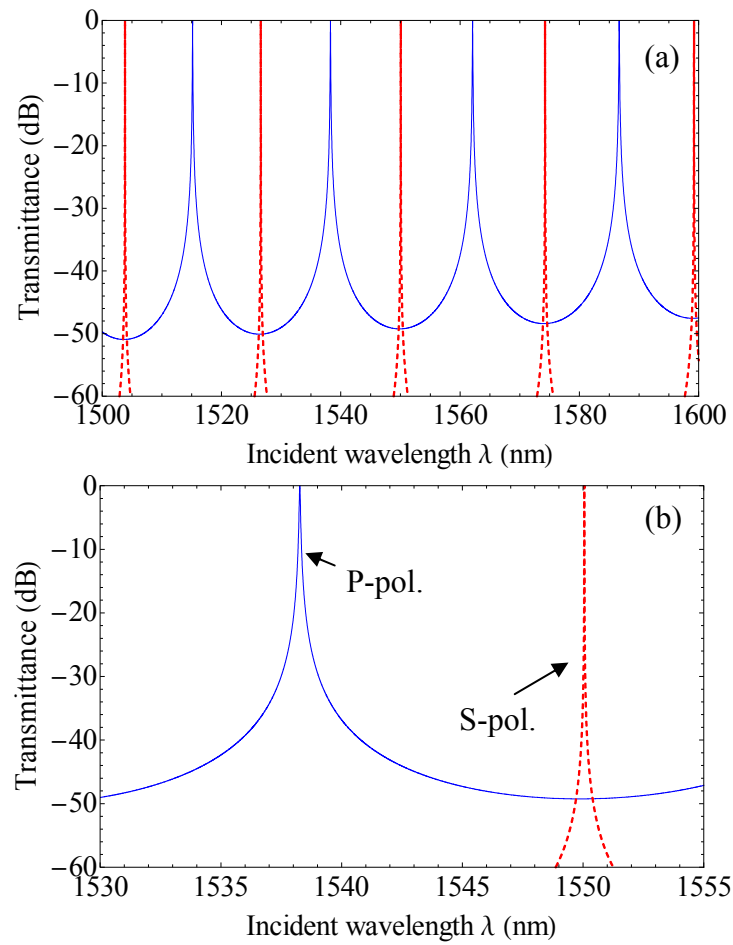 0
(a)
−10
−20
−30
−40
−50
−60
Transmittance (dB)
1500 1520 1540 1560 1580 1600
Incident wavelength λ (nm)
0
(b)
−10
P-pol.
−20
−30
S-pol.
−40
−50
−60
Transmittance (dB)
1530 1535 1540 1545 1550 1555
Incident wavelength λ (nm)